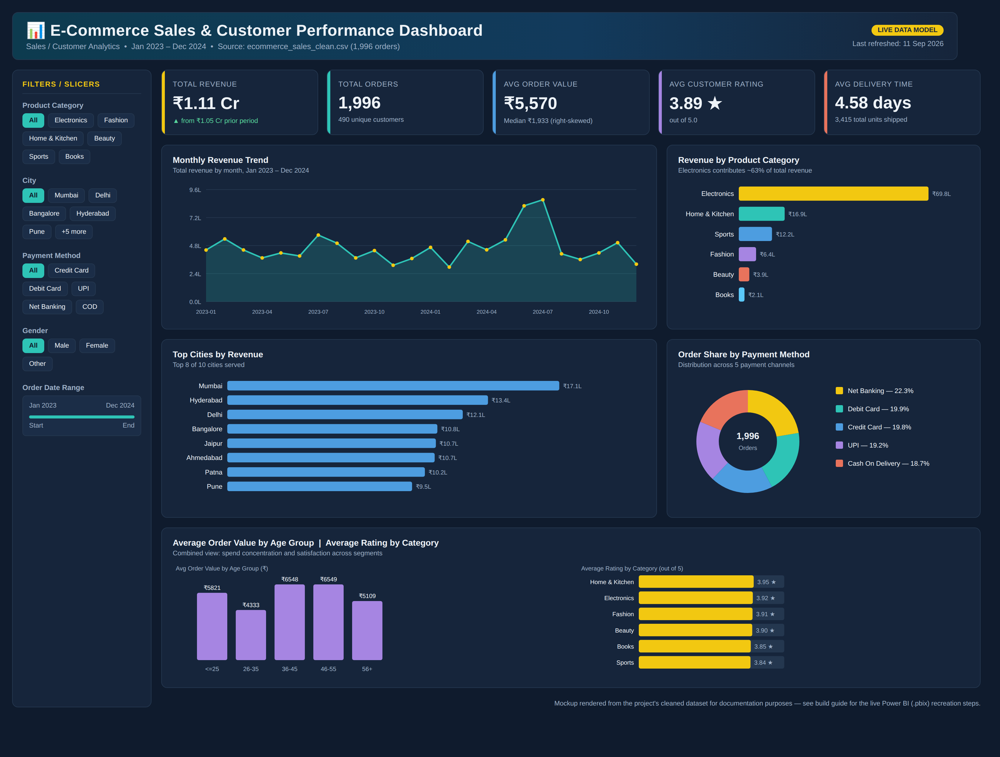 📊 E-Commerce Sales & Customer Performance Dashboard
Sales / Customer Analytics • Jan 2023 – Dec 2024 • Source: ecommerce_sales_clean.csv (1,996 orders)
LIVE DATA MODEL
Last refreshed: 11 Sep 2026
FILTERS / SLICERS
Product Category
All Electronics Fashion
Home & Kitchen Beauty
Sports Books
City
All Mumbai Delhi
Bangalore Hyderabad
Pune +5 more
Payment Method
All Credit Card
Debit Card UPI
Net Banking COD
Gender
All Male Female
Other
Order Date Range
Jan 2023 Dec 2024
Start End
TOTAL REVENUE
₹1.11 Cr
▲ from ₹1.05 Cr prior period
TOTAL ORDERS
1,996
490 unique customers
AVG ORDER VALUE
₹5,570
Median ₹1,933 (right-skewed)
AVG CUSTOMER RATING
3.89 ★
out of 5.0
AVG DELIVERY TIME
4.58 days
3,415 total units shipped
Monthly Revenue Trend
Total revenue by month, Jan 2023 – Dec 2024
9.6L
7.2L
4.8L
2.4L
0.0L
2023-01 2023-04 2023-07 2023-10 2024-01 2024-04 2024-07 2024-10
Revenue by Product Category
Electronics contributes ~63% of total revenue
Electronics ₹69.8L
Home & Kitchen ₹16.9L
Sports ₹12.2L
Fashion ₹6.4L
Beauty ₹3.9L
Books ₹2.1L
Top Cities by Revenue
Top 8 of 10 cities served
Mumbai ₹17.1L
Hyderabad ₹13.4L
Delhi ₹12.1L
Bangalore ₹10.8L
Jaipur ₹10.7L
Ahmedabad ₹10.7L
Patna ₹10.2L
Pune ₹9.5L
Order Share by Payment Method
Distribution across 5 payment channels
1,996
Orders
Net Banking — 22.3%
Debit Card — 19.9%
Credit Card — 19.8%
UPI — 19.2%
Cash On Delivery — 18.7%
Average Order Value by Age Group | Average Rating by Category
Combined view: spend concentration and satisfaction across segments
Avg Order Value by Age Group (₹)
₹5821 ₹4333 ₹6548 ₹6549 ₹5109
<=25 26-35 36-45 46-55 56+
Average Rating by Category (out of 5)
Home & Kitchen 3.95 ★
Electronics 3.92 ★
Fashion 3.91 ★
Beauty 3.90 ★
Books 3.85 ★
Sports 3.84 ★
Mockup rendered from the project's cleaned dataset for documentation purposes — see build guide for the live Power BI (.pbix) recreation steps.